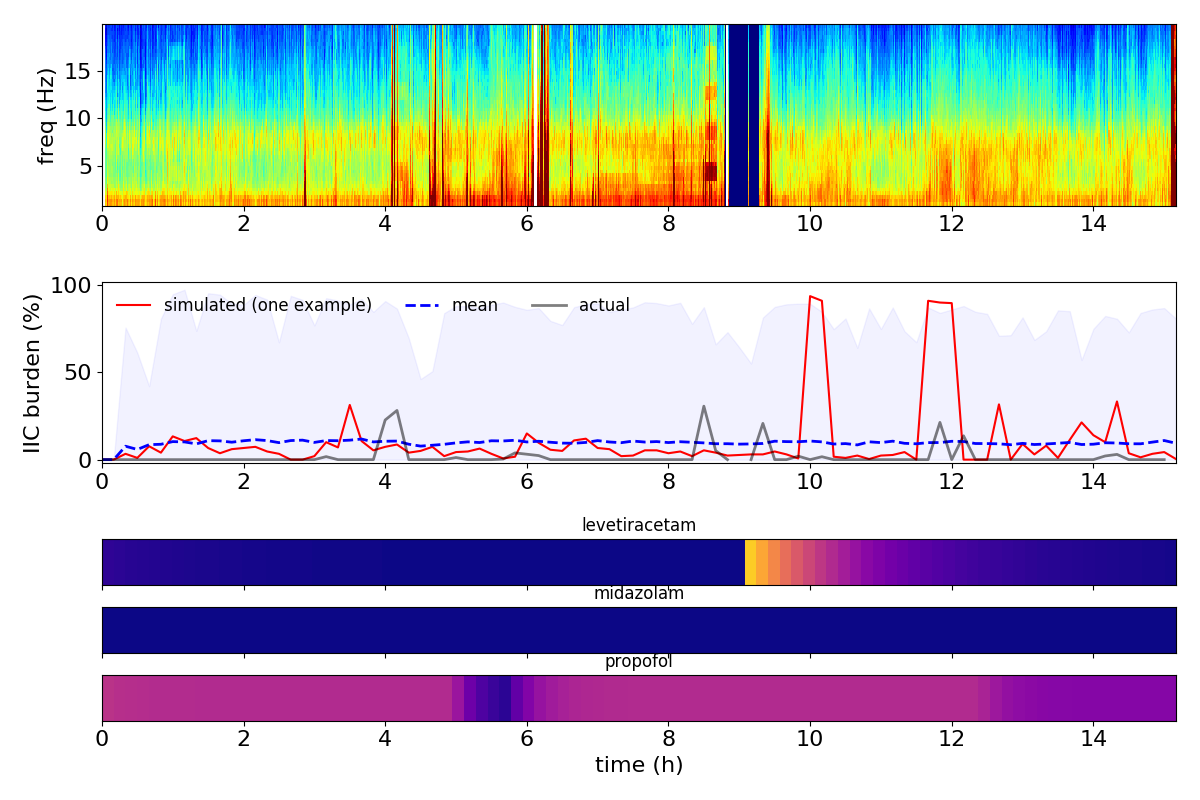 freq (Hz)
15
10
5
0 2 4 6 8 10 12 14
IIC burden (%)
100
50
0
simulated (one example) mean actual
0 2 4 6 8 10 12 14
levetiracetam
midazolam
propofol
0 2 4 6 8 10 12 14
time (h)